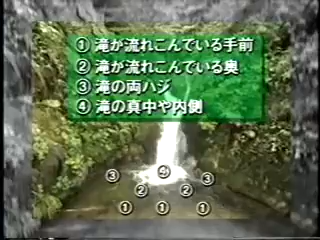 ① 滝が流れこんでいる手前
② 滝が流れこんでいる奥
③ 滝の両ハジ
④ 滝の真中や内側
④
③ ③
② ②
① ① ①